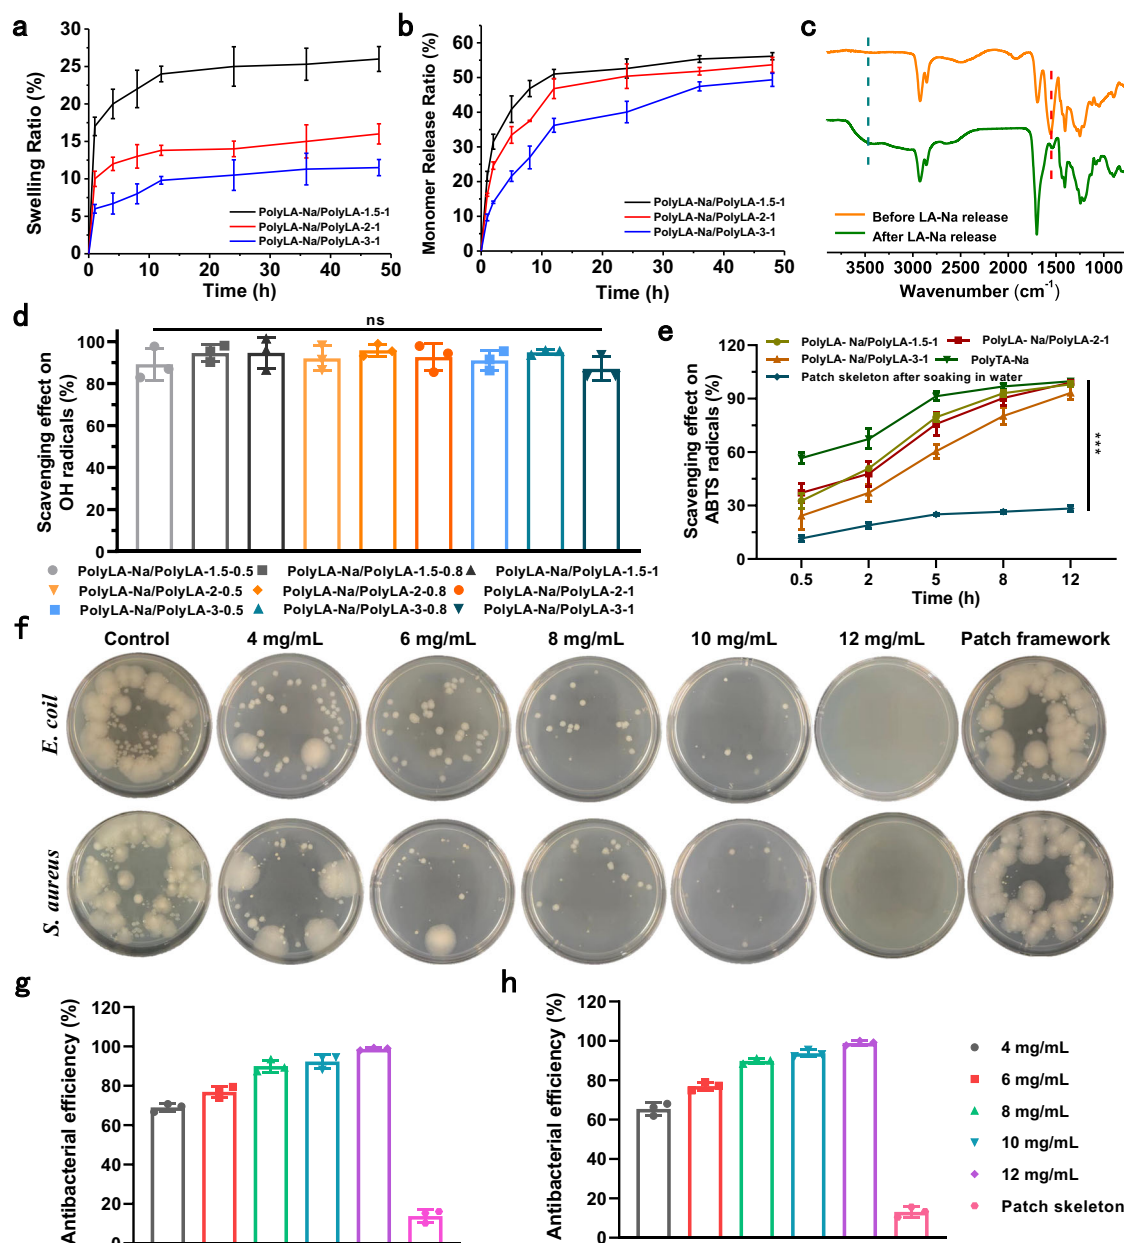 a
30
25
20
15
10
5
0
Swelling Ratio (%)
PolyLA-Na/PolyLA-1.5-1
PolyLA-Na/PolyLA-2-1
PolyLA-Na/PolyLA-3-1
0 10 20 30 40 50
Time (h)
b
60
50
40
30
20
10
0
Monomer Release Ratio (%)
PolyLA-Na/PolyLA-1.5-1
PolyLA-Na/PolyLA-2-1
PolyLA-Na/PolyLA-3-1
0 10 20 30 40 50
Time (h)
c
Before LA-Na release
After LA-Na release
3500 3000 2500 2000 1500 1000
Wavenumber (cm-1)
d
ns
100
80
60
40
20
0
Scavenging effect on
OH radicals (%)
PolyLA-Na/PolyLA-1.5-0.5 PolyLA-Na/PolyLA-1.5-0.8 PolyLA-Na/PolyLA-1.5-1
PolyLA-Na/PolyLA-2-0.5 PolyLA-Na/PolyLA-2-0.8 PolyLA-Na/PolyLA-2-1
PolyLA-Na/PolyLA-3-0.5 PolyLA-Na/PolyLA-3-0.8 PolyLA-Na/PolyLA-3-1
e
PolyLA- Na/PolyLA-1.5-1 PolyLA- Na/PolyLA-2-1
PolyLA- Na/PolyLA-3-1 PolyTA-Na
Patch skeleton after soaking in water
120
90
60
30
0
Scavenging effect on
ABTS radicals (%)
***
0.5 2 5 8 12
Time (h)
f
Control 4 mg/mL 6 mg/mL 8 mg/mL 10 mg/mL 12 mg/mL Patch framework
E. coil
S. aureus
g
120
100
80
60
40
20
0
Antibacterial efficiency (%)
h
120
100
80
60
40
20
0
Antibacterial efficiency (%)
4 mg/mL
6 mg/mL
8 mg/mL
10 mg/mL
12 mg/mL
Patch skeleton